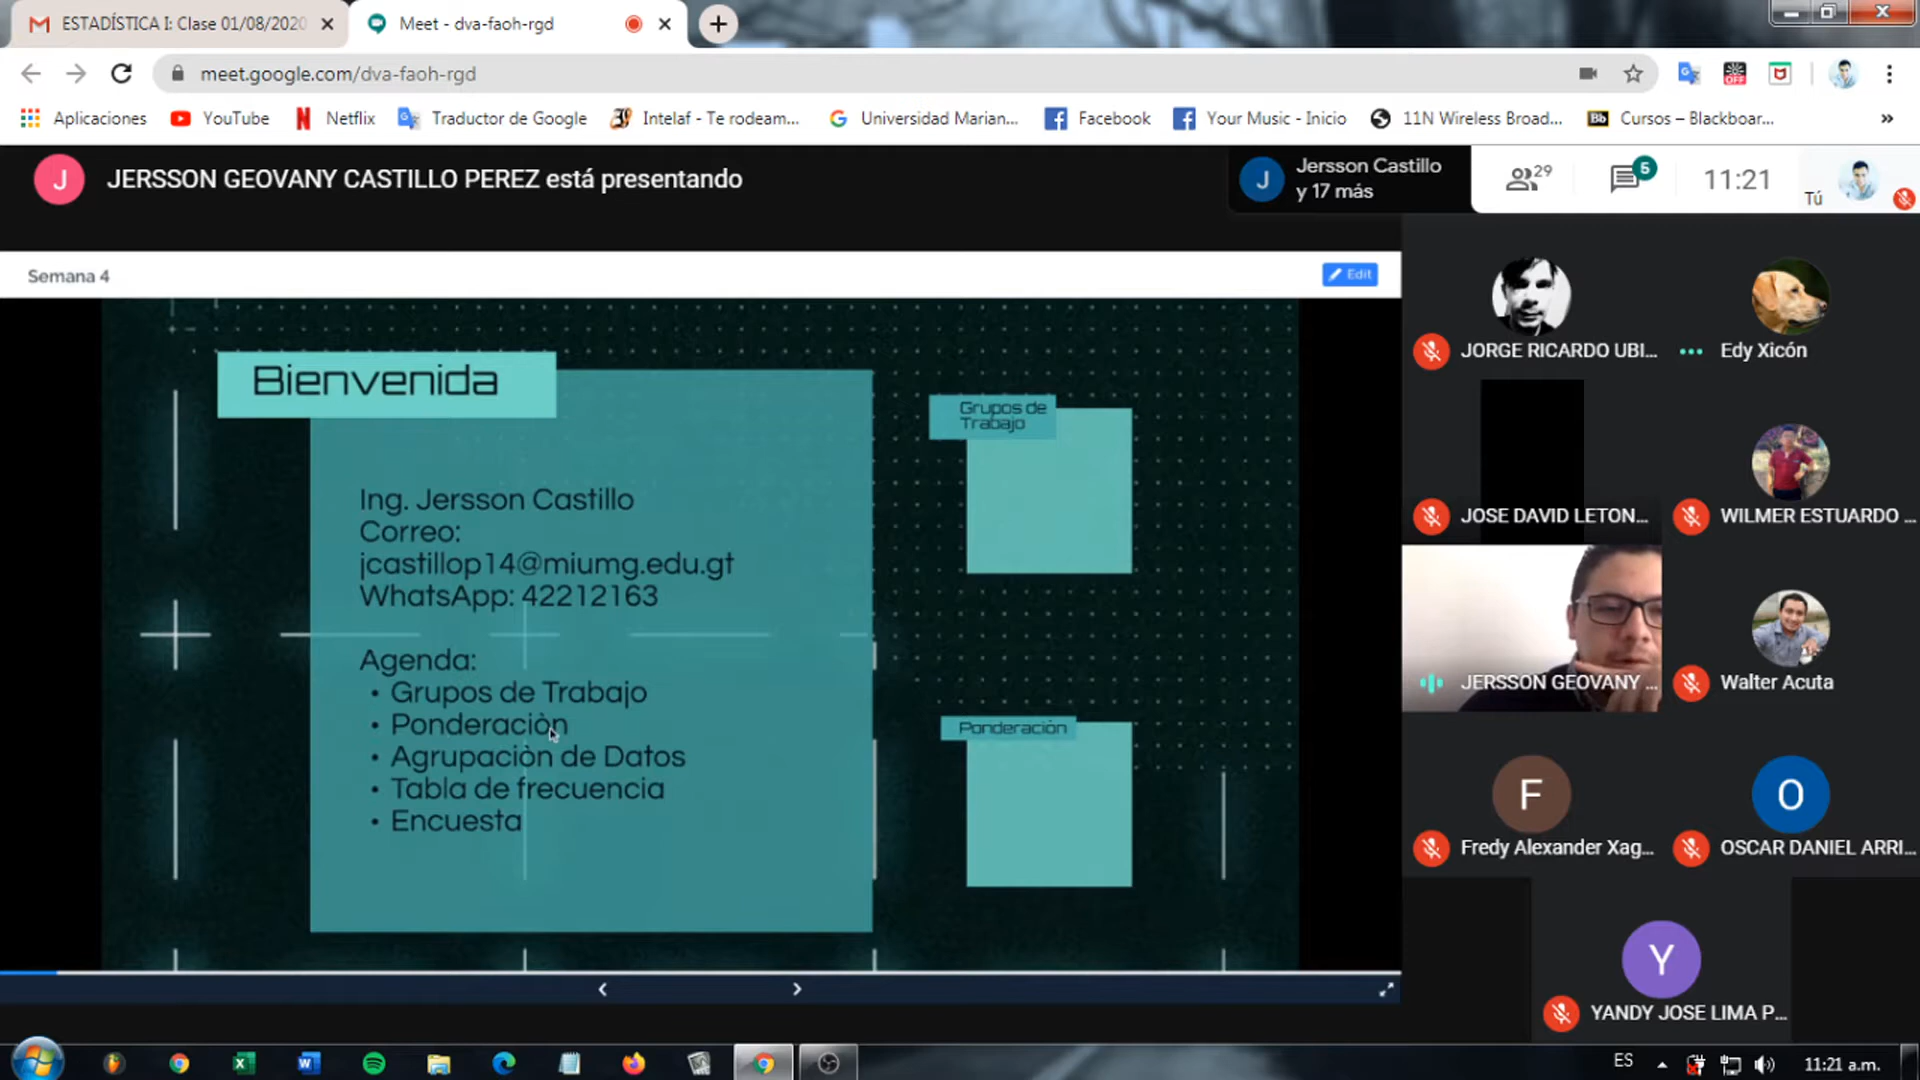 ESTADÍSTICA I: Clase 01/08/2020
Meet - dva-faoh-rgd
meet.google.com/dva-faoh-rgd
Aplicaciones
YouTube
Netflix
Traductor de Google
Intelaf - Te rodeam...
Universidad Marian...
Facebook
Your Music - Inicio
11N Wireless Broad...
Bb
Cursos – Blackboar...
»
J
JERSSON GEOVANY CASTILLO PEREZ está presentando
J
Jersson Castillo
y 17 más
29
5
11:21
Tú
Semana 4
Edit
Bienvenida
Ing. Jersson Castillo
Correo:
jcastillop14@miumg.edu.gt
WhatsApp: 42212163
Agenda:
• Grupos de Trabajo
• Ponderaciòn
• Agrupaciòn de Datos
• Tabla de frecuencia
• Encuesta
Grupos de
Trabajo
Ponderaciòn
JORGE RICARDO UBI...
Edy Xicón
JOSE DAVID LETON...
WILMER ESTUARDO ...
JERSSON GEOVANY ...
Walter Acuta
F
Fredy Alexander Xag...
O
OSCAR DANIEL ARRI...
Y
YANDY JOSE LIMA P...
ES
11:21 a.m.